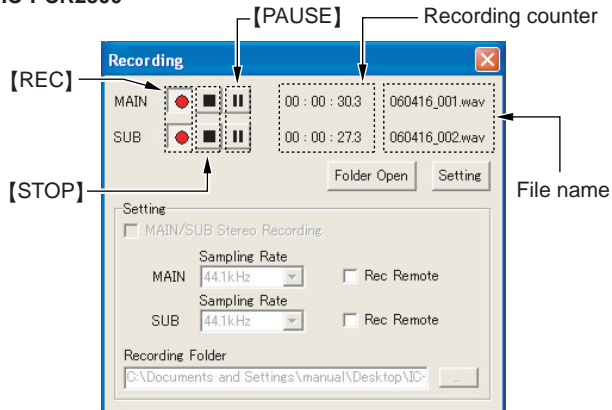 【PAUSE】
Recording counter
Recording
【REC】
MAIN
00 : 00 : 30.3
060416_001.wav
SUB
00 : 00 : 27.3
060416_002.wav
【STOP】
Folder Open
Setting
File name
Setting
MAIN/SUB Stereo Recording
Sampling Rate
MAIN
44.1kHz
Rec Remote
Sampling Rate
SUB
44.1kHz
Rec Remote
Recording Folder
C:\Documents and Settings\manual\Desktop\IC-
...